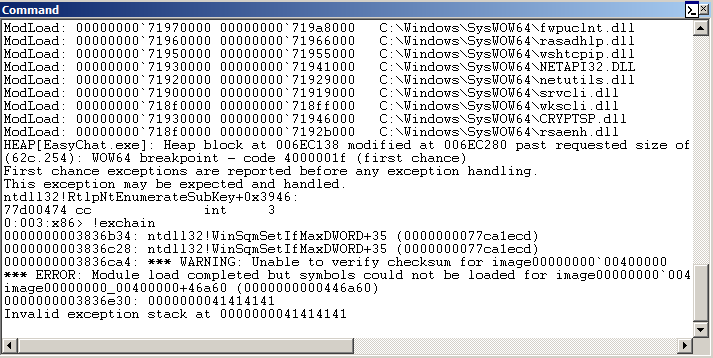 Command
ModLoad: 00000000`71970000 00000000`719a8000   C:\Windows\SysWOW64\fwpuclnt.dll
ModLoad: 00000000`71960000 00000000`71966000   C:\Windows\SysWOW64\rasadhlp.dll
ModLoad: 00000000`71950000 00000000`71955000   C:\Windows\SysWOW64\wshtcpip.dll
ModLoad: 00000000`71930000 00000000`71941000   C:\Windows\SysWOW64\NETAPI32.DLL
ModLoad: 00000000`71920000 00000000`71929000   C:\Windows\SysWOW64\netutils.dll
ModLoad: 00000000`71900000 00000000`71919000   C:\Windows\SysWOW64\srvcli.dll
ModLoad: 00000000`718f0000 00000000`718ff000   C:\Windows\SysWOW64\wkscli.dll
ModLoad: 00000000`71930000 00000000`71946000   C:\Windows\SysWOW64\CRYPTSP.dll
ModLoad: 00000000`718f0000 00000000`7192b000   C:\Windows\SysWOW64\rsaenh.dll
HEAP[EasyChat.exe]: Heap block at 006EC138 modified at 006EC280 past requested size of
(62c.254): WOW64 breakpoint - code 4000001f (first chance)
First chance exceptions are reported before any exception handling.
This exception may be expected and handled.
ntdll32!RtlpNtEnumerateSubKey+0x3946:
77d00474 cc              int     3
0:003:x86> !exchain
0000000003836b34: ntdll32!WinSqmSetIfMaxDWORD+35 (0000000077ca1ecd)
0000000003836c28: ntdll32!WinSqmSetIfMaxDWORD+35 (0000000077ca1ecd)
0000000003836ca4: *** WARNING: Unable to verify checksum for image00000000`00400000
*** ERROR: Module load completed but symbols could not be loaded for image00000000`004
image00000000_00400000+46a60 (0000000000446a60)
0000000003836e30: 0000000041414141
Invalid exception stack at 0000000041414141